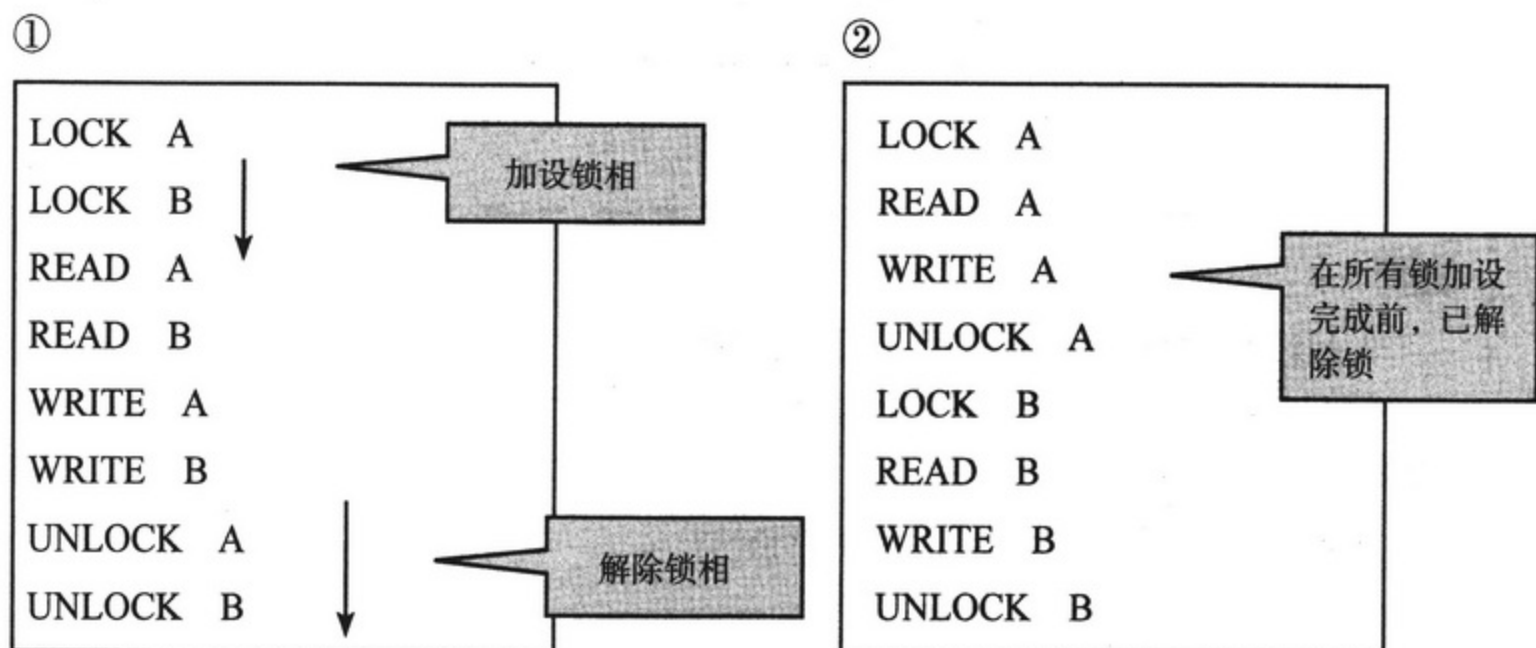 ①
LOCK A
LOCK B
READ A
READ B
WRITE A
WRITE B
UNLOCK A
UNLOCK B
加设锁相
解除锁相
②
LOCK A
READ A
WRITE A
UNLOCK A
LOCK B
READ B
WRITE B
UNLOCK B
在所有锁加设
完成前，已解
除锁